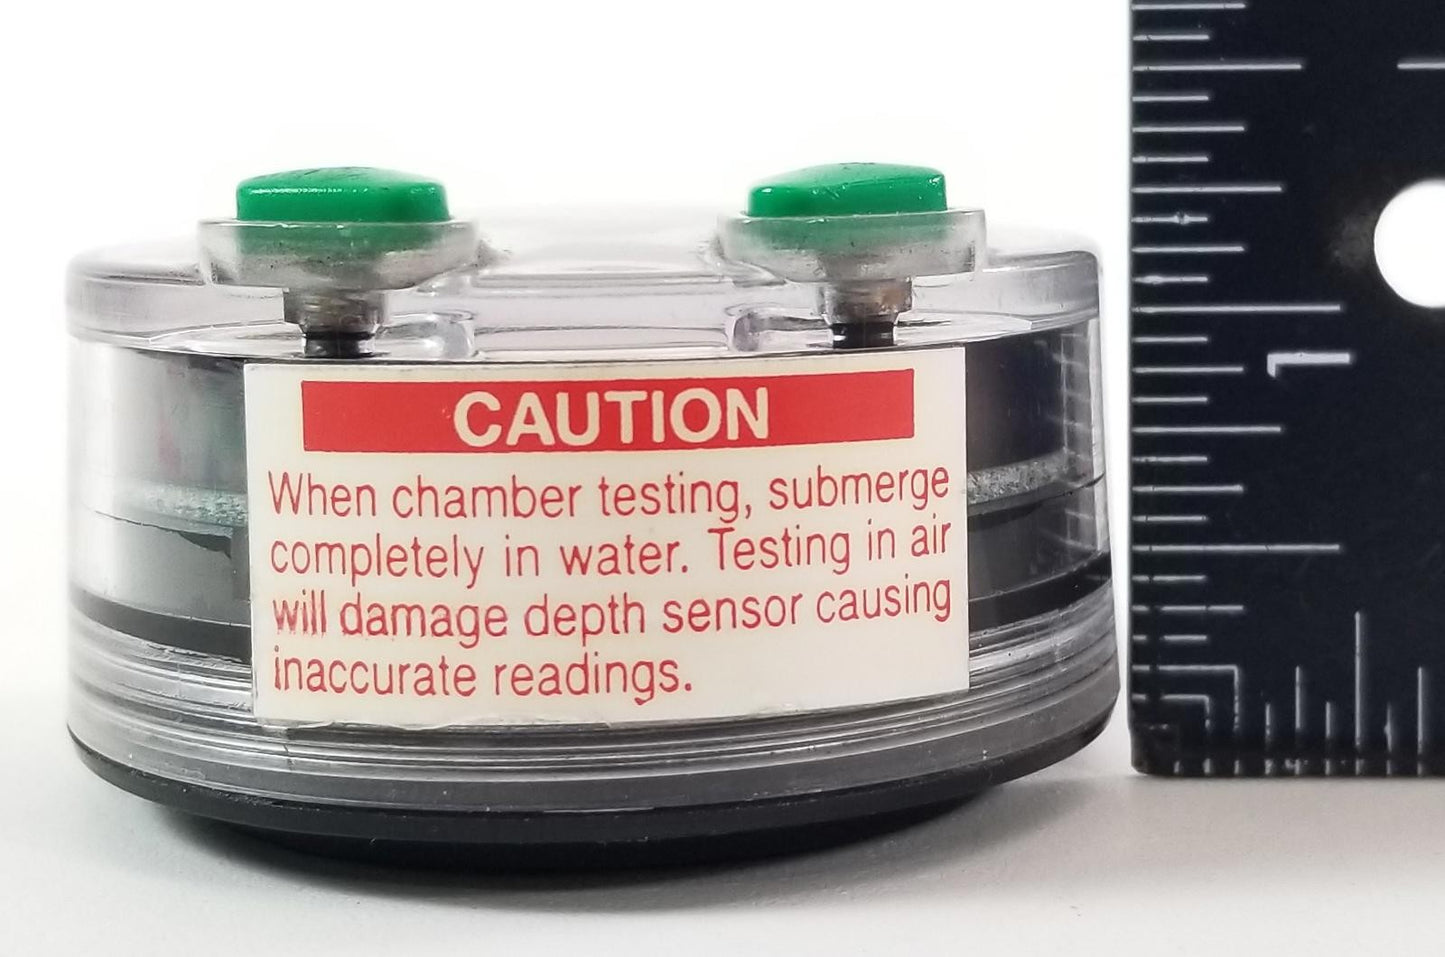 CAUTION
When chamber testing, submerge
completely in water. Testing in air
will damage depth sensor causing
inaccurate readings.
1